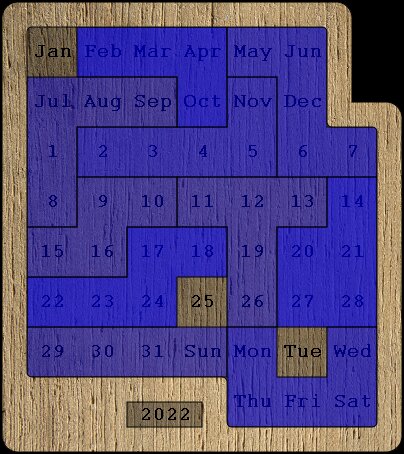 Jan Feb Mar Apr May Jun
Jul Aug Sep Oct Nov Dec
1 2 3 4 5 6 7
8 9 10 11 12 13 14
15 16 17 18 19 20 21
22 23 24 25 26 27 28
29 30 31 Sun Mon Tue Wed
Thu Fri Sat
2022